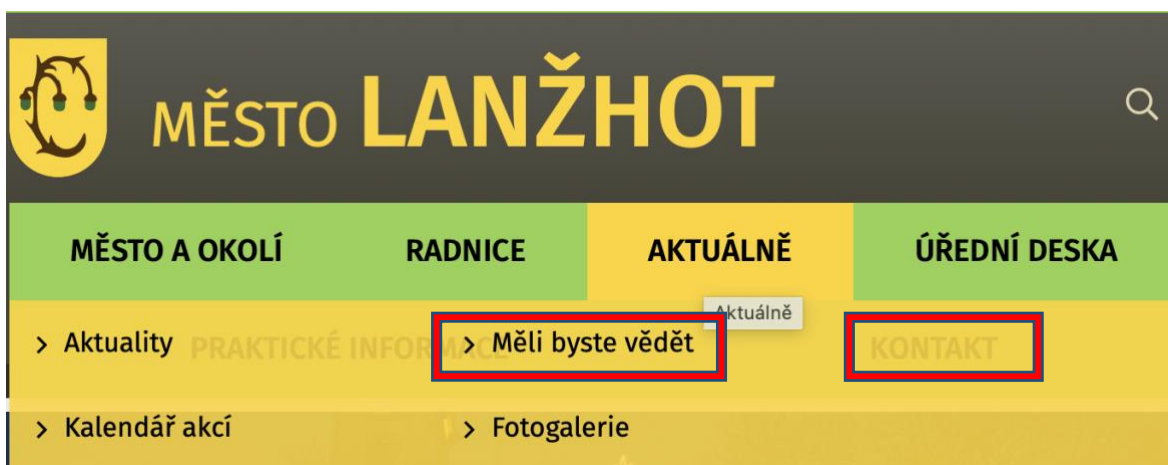 MĚSTO LANŽHOT
MĚSTO A OKOLÍ RADNICE AKTUÁLNĚ ÚŘEDNÍ DESKA
Aktuálně
> Aktuality PRAKTICKÉ INFORMACE > Měli byste vědět KONTAKT
> Kalendář akcí > Fotogalerie